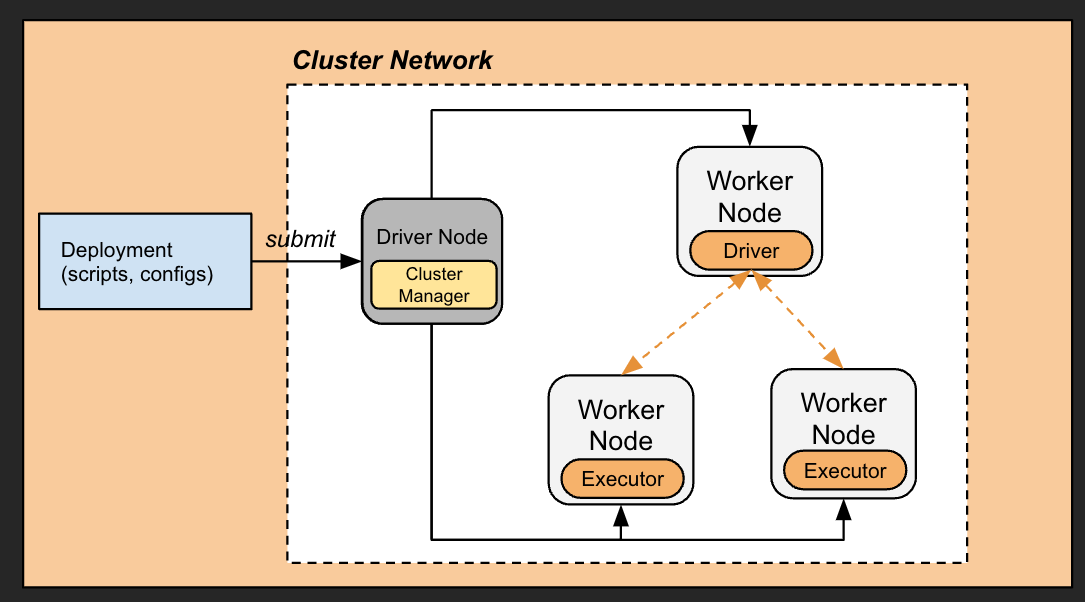 Cluster Network
Deployment
(scripts, configs)
submit
Driver Node
Cluster
Manager
Worker
Node
Driver
Worker
Node
Executor
Worker
Node
Executor